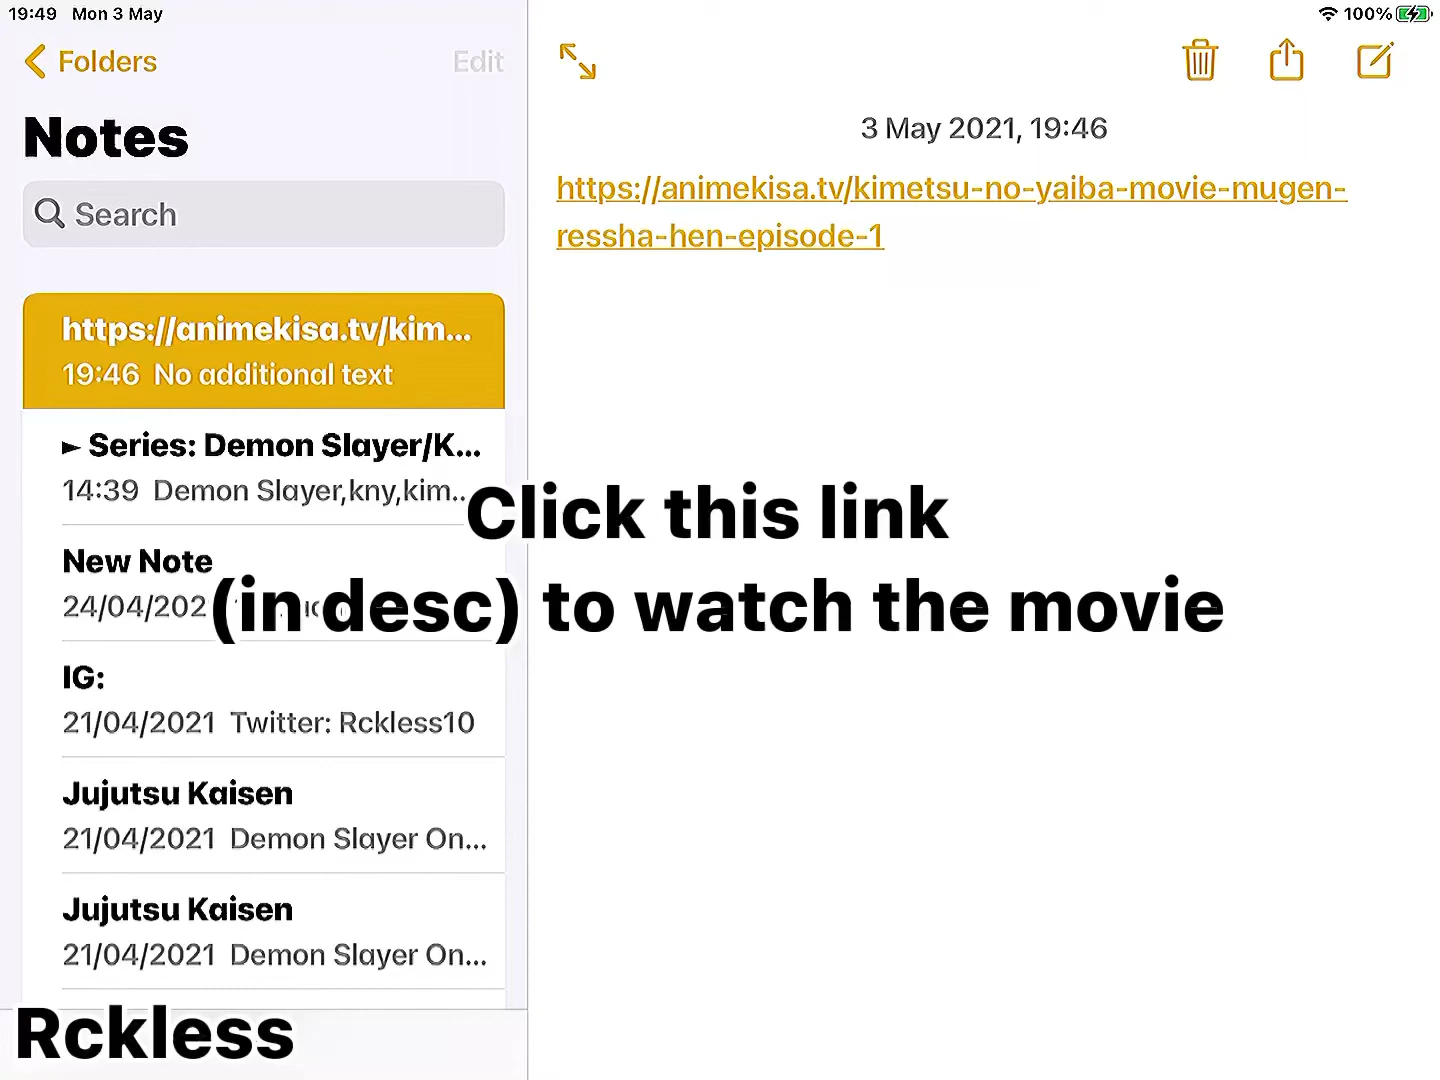 19:49 Mon 3 May
100%
Folders
Edit
Notes
Search
3 May 2021, 19:46
https://animekisa.tv/kimetsu-no-yaiba-movie-mugen-
ressha-hen-episode-1
https://animekisa.tv/kim...
19:46 No additional text
► Series: Demon Slayer/K...
14:39 Demon Slayer,kny,kim..
Click this link
(in desc) to watch the movie
New Note
24/04/202
IG:
21/04/2021 Twitter: Rckless10
Jujutsu Kaisen
21/04/2021 Demon Slayer On...
Jujutsu Kaisen
21/04/2021 Demon Slayer On...
Rckless